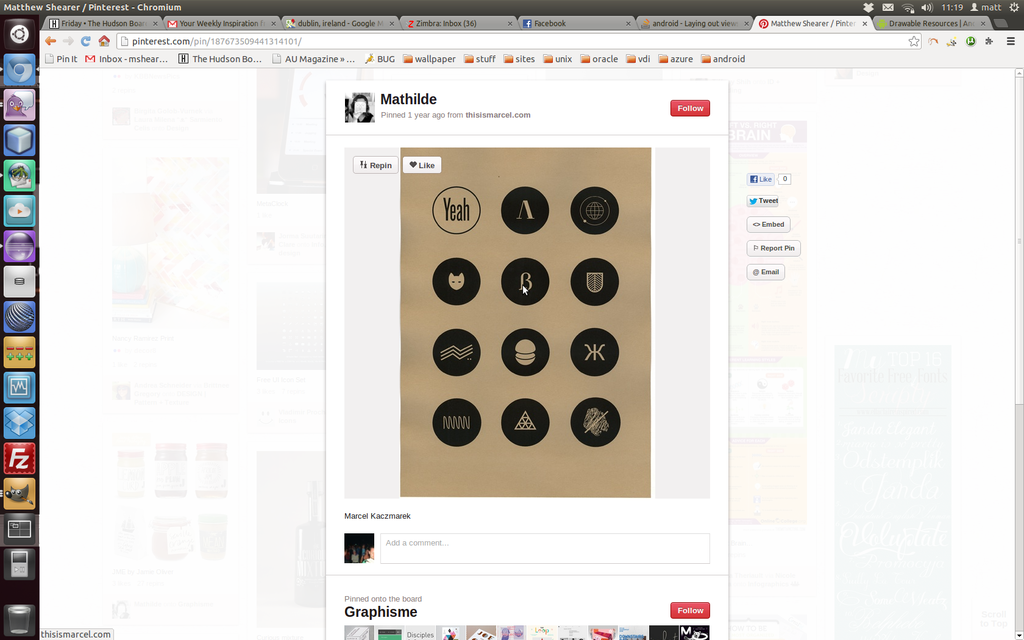 Matthew Shearer / Pinterest - Chromium
11:19
matt
Friday • The Hudson Boar
Your Weekly Inspiration f
dublin, ireland - Google M
Zimbra: Inbox (36)
Facebook
android - Laying out view
Matthew Shearer / Pinter
Drawable Resources | An
pinterest.com/pin/187673509441314101/
Pin It
Inbox - mshear...
The Hudson Bo...
AU Magazine » ...
BUG
wallpaper
stuff
sites
unix
oracle
vdi
azure
android
Mathilde
Pinned 1 year ago from thisismarcel.com
Follow
Repin
Like
Yeah
Λ
ß
Ж
Like
0
Tweet
<> Embed
Report Pin
@ Email
Marcel Kaczmarek
Add a comment...
Pinned onto the board
Graphisme
Follow
Disciples
Scroll
to Top
thisismarcel.com